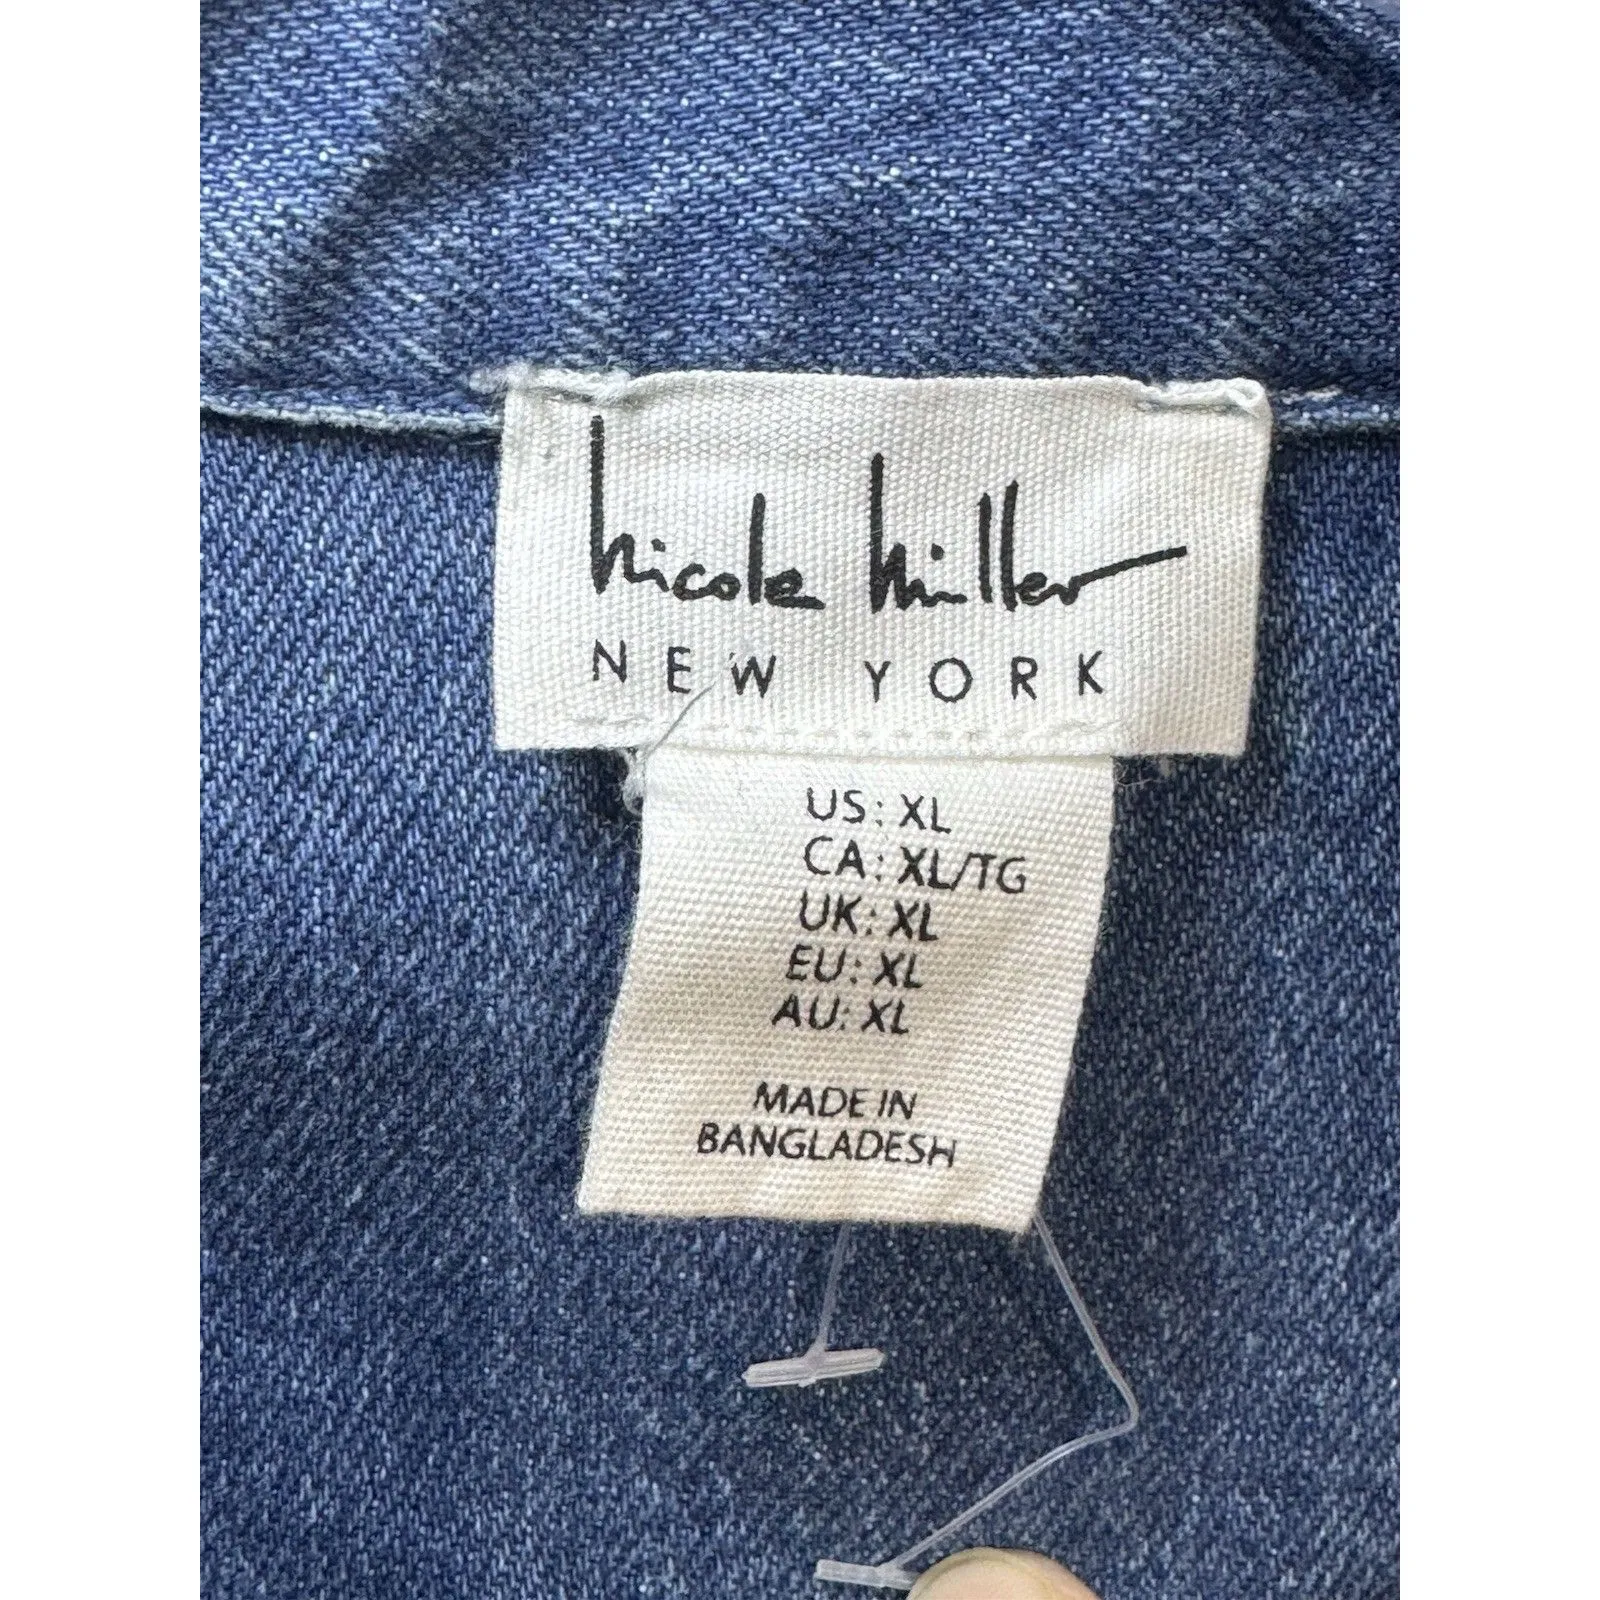 nicole miller
NEW YORK
US: XL
CA: XL/TG
UK: XL
EU: XL
AU: XL
MADE IN
BANGLADESH